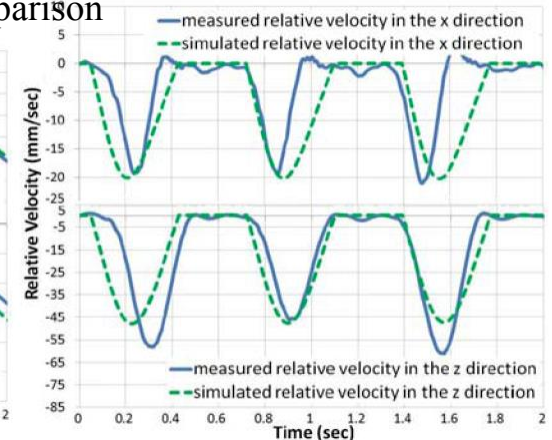 parison
measured relative velocity in the x direction
simulated relative velocity in the x direction
5
0
-5
-10
-15
-20
25
5
-5
-15
-25
-35
-45
-55
-65
-75
-85
Relative Velocity (mm/sec)
measured relative velocity in the z direction
simulated relative velocity in the z direction
2
0 0.2 0.4 0.6 0.8 1 1.2 1.4 1.6 1.8 2
Time (sec)